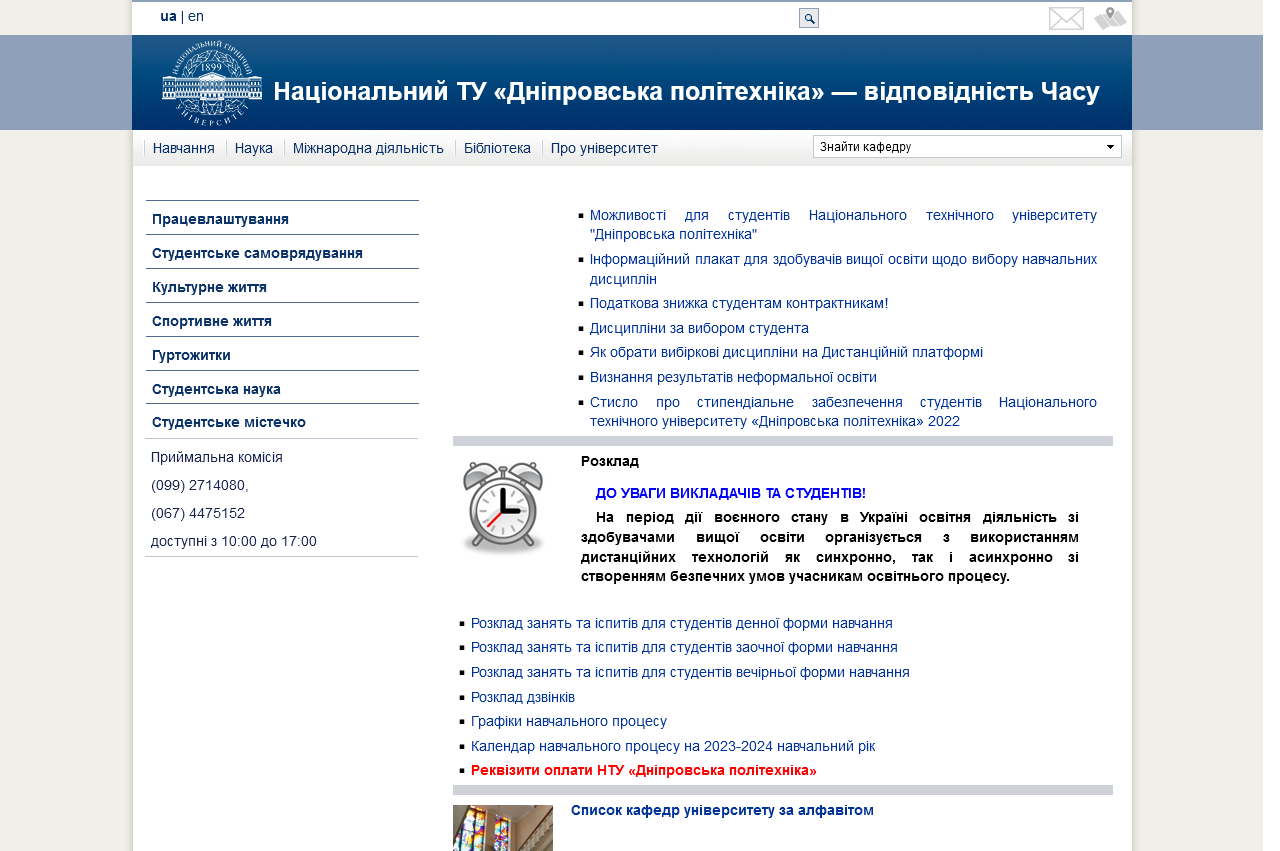 ua | en
НАЦІОНАЛЬНИЙ ГІРНИЧИЙ
1899
УНІВЕРСИТЕТ
Національний ТУ «Дніпровська політехніка» — відповідність Часу
Навчання Наука Міжнародна діяльність Бібліотека Про університет Знайти кафедру
Працевлаштування
Студентське самоврядування
Культурне життя
Спортивне життя
Гуртожитки
Студентська наука
Студентське містечко
Приймальна комісія
(099) 2714080,
(067) 4475152
доступні з 10:00 до 17:00
Можливості для студентів Національного технічного університету
"Дніпровська політехніка"
Інформаційний плакат для здобувачів вищої освіти щодо вибору навчальних
дисциплін
Податкова знижка студентам контрактникам!
Дисципліни за вибором студента
Як обрати вибіркові дисципліни на Дистанційній платформі
Визнання результатів неформальної освіти
Стисло про стипендіальне забезпечення студентів Національного
технічного університету «Дніпровська політехніка» 2022
Розклад
ДО УВАГИ ВИКЛАДАЧІВ ТА СТУДЕНТІВ!
На період дії воєнного стану в Україні освітня діяльність зі
здобувачами вищої освіти організується з використанням
дистанційних технологій як синхронно, так і асинхронно зі
створенням безпечних умов учасникам освітнього процесу.
Розклад занять та іспитів для студентів денної форми навчання
Розклад занять та іспитів для студентів заочної форми навчання
Розклад занять та іспитів для студентів вечірньої форми навчання
Розклад дзвінків
Графіки навчального процесу
Календар навчального процесу на 2023-2024 навчальний рік
Реквізити оплати НТУ «Дніпровська політехніка»
Список кафедр університету за алфавітом